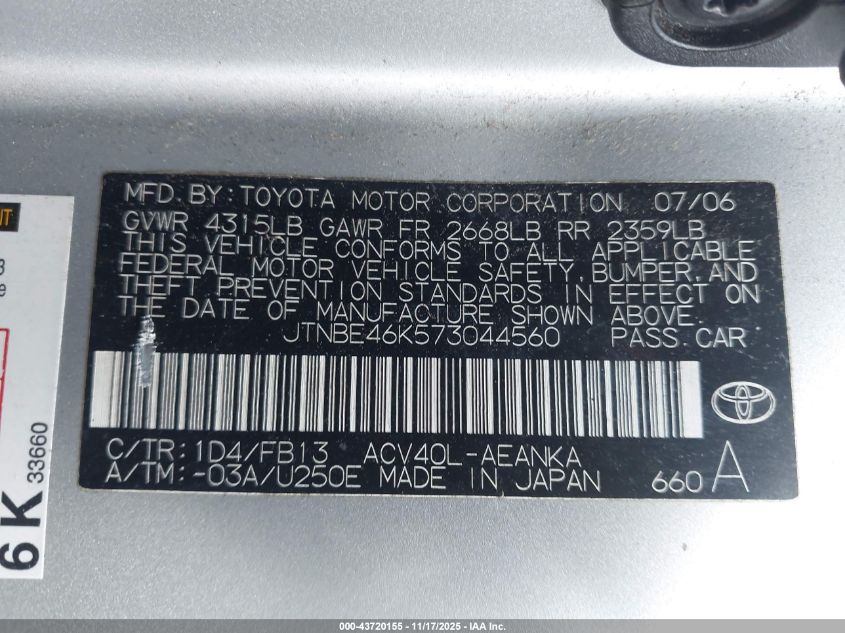 MFD.BY:TOYOTA MOTOR CORPORATION 07/06
GVWR 4315LB GAWR FR 2668LB RR 2359LB
THIS VEHICLE CONFORMS TO ALL APPLICABLE
FEDERAL MOTOR VEHICLE SAFETY, BUMPER, AND
THEFT PREVENTION STANDARDS IN EFFECT ON
THE DATE OF MANUFACTURE SHOWN ABOVE.
JTNBE46K573044560 PASS.CAR
C/TR:1D4/FB13 ACV40L-AEANKA
A/TM:-03A/U250E MADE IN JAPAN 660 A
6K
33660
000-43720155 - 11/17/2025 - IAA Inc.